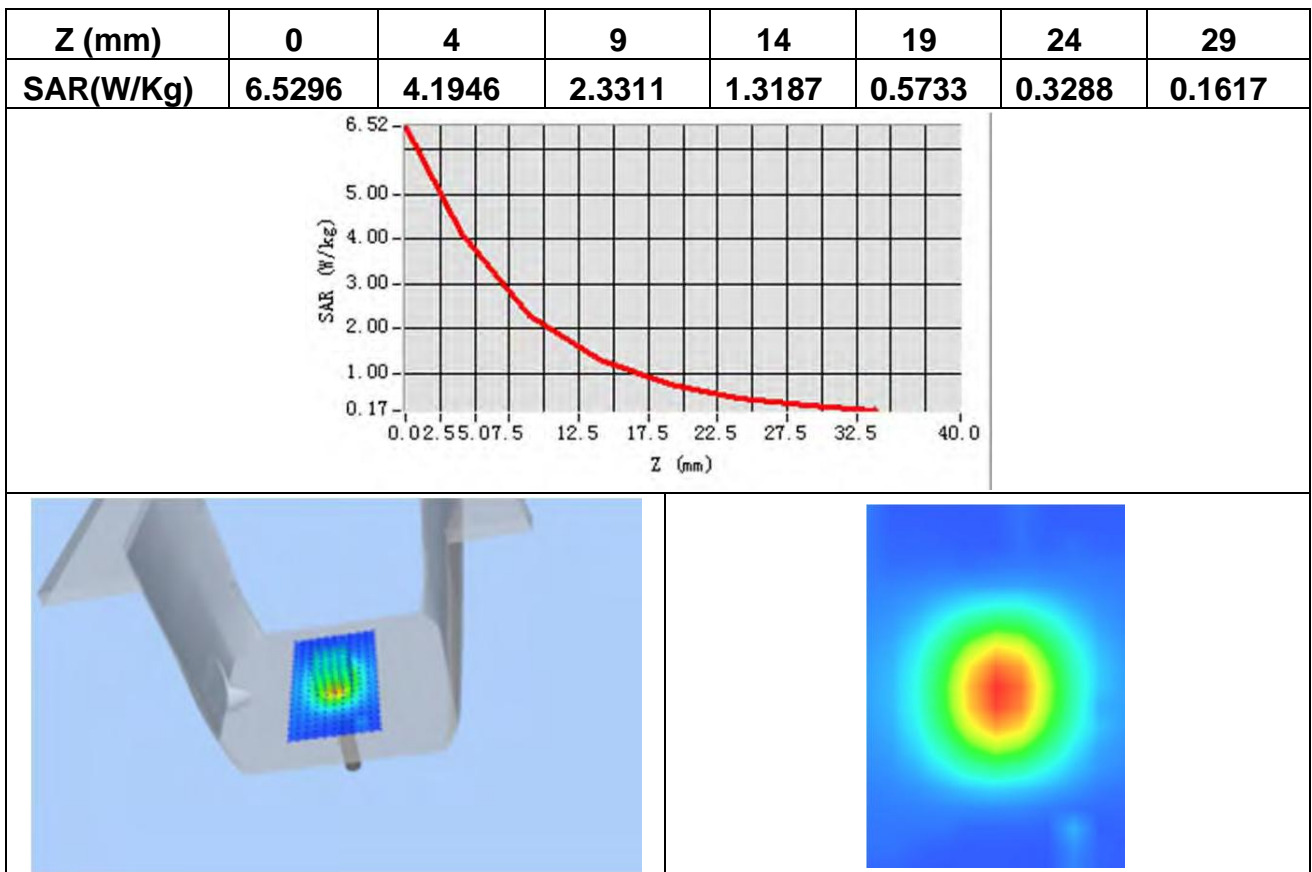 Z (mm) 0 4 9 14 19 24 29
SAR(W/Kg) 6.5296 4.1946 2.3311 1.3187 0.5733 0.3288 0.1617
6.52
5.00
4.00
3.00
2.00
1.00
0.17
SAR (W/kg)
0.02.55.07.5 12.5 17.5 22.5 27.5 32.5 40.0
Z (mm)